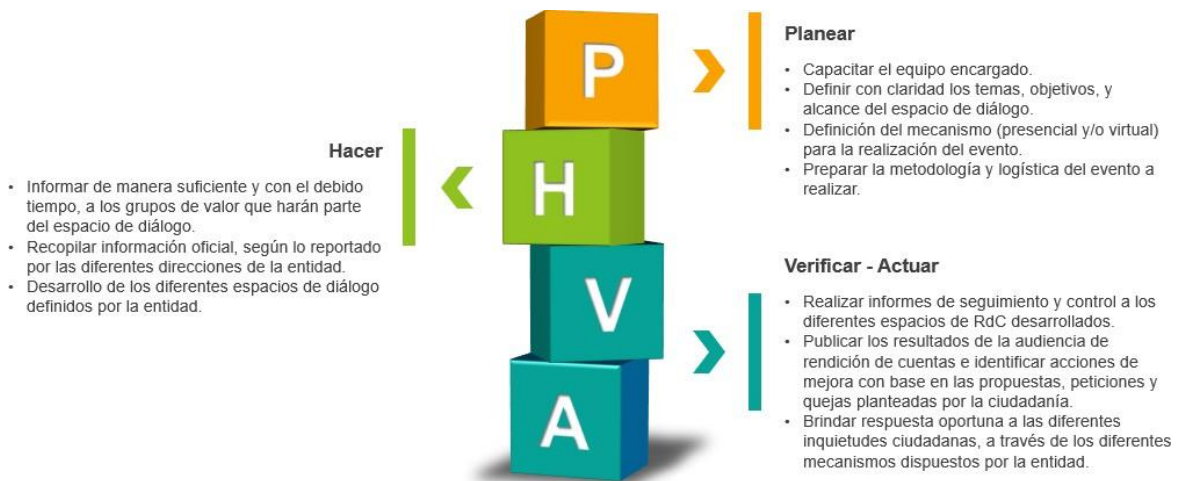 P
Planear
• Capacitar el equipo encargado.
• Definir con claridad los temas, objetivos, y
alcance del espacio de diálogo.
• Definición del mecanismo (presencial y/o virtual)
para la realización del evento.
• Preparar la metodología y logística del evento a
realizar.
H
Hacer
• Informar de manera suficiente y con el debido
tiempo, a los grupos de valor que harán parte
del espacio de diálogo.
• Recopilar información oficial, según lo reportado
por las diferentes direcciones de la entidad.
• Desarrollo de los diferentes espacios de diálogo
definidos por la entidad.
V
A
Verificar - Actuar
• Realizar informes de seguimiento y control a los
diferentes espacios de RdC desarrollados.
• Publicar los resultados de la audiencia de
rendición de cuentas e identificar acciones de
mejora con base en las propuestas, peticiones y
quejas planteadas por la ciudadanía.
• Brindar respuesta oportuna a las diferentes
inquietudes ciudadanas, a través de los diferentes
mecanismos dispuestos por la entidad.